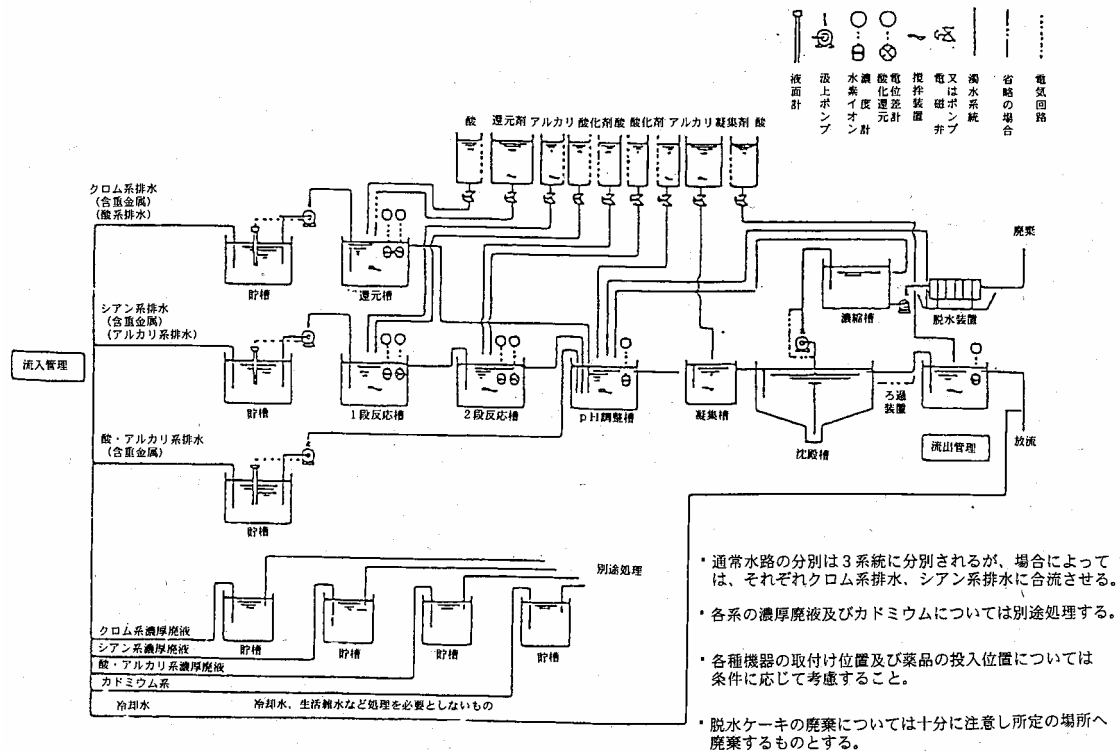 液面計
汲上ポンプ
水素イオン
濃度計
酸化還元
電位差計
撹拌装置
電磁弁
又はポンプ
濁水系統
省略の場合
電気回路
酸 還元剤 アルカリ 酸化剤 酸 酸化剤 アルカリ 凝集剤 酸
クロム系排水
(含重金属)
(酸系排水)
貯槽
還元槽
廃棄
濃縮槽
脱水装置
シアン系排水
(含重金属)
(アルカリ系排水)
流入管理
貯槽
1段反応槽
2段反応槽
pH調整槽
凝集槽
沈殿槽
ろ過
装置
流出管理
放流
酸・アルカリ系排水
(含重金属)
貯槽
別途処理
クロム系濃厚廃液
シアン系濃厚廃液
酸・アルカリ系濃厚廃液
カドミウム系
貯槽
貯槽
貯槽
貯槽
冷却水
冷却水、生活雑水など処理を必要としないもの
・通常水路の分別は3系統に分別されるが、場合によって
は、それぞれクロム系排水、シアン系排水に合流させる。
・各系の濃厚廃液及びカドミウムについては別途処理する。
・各種機器の取付け位置及び薬品の投入位置については
条件に応じて考慮すること。
・脱水ケーキの廃棄については十分に注意し所定の場所へ
廃棄するものとする。